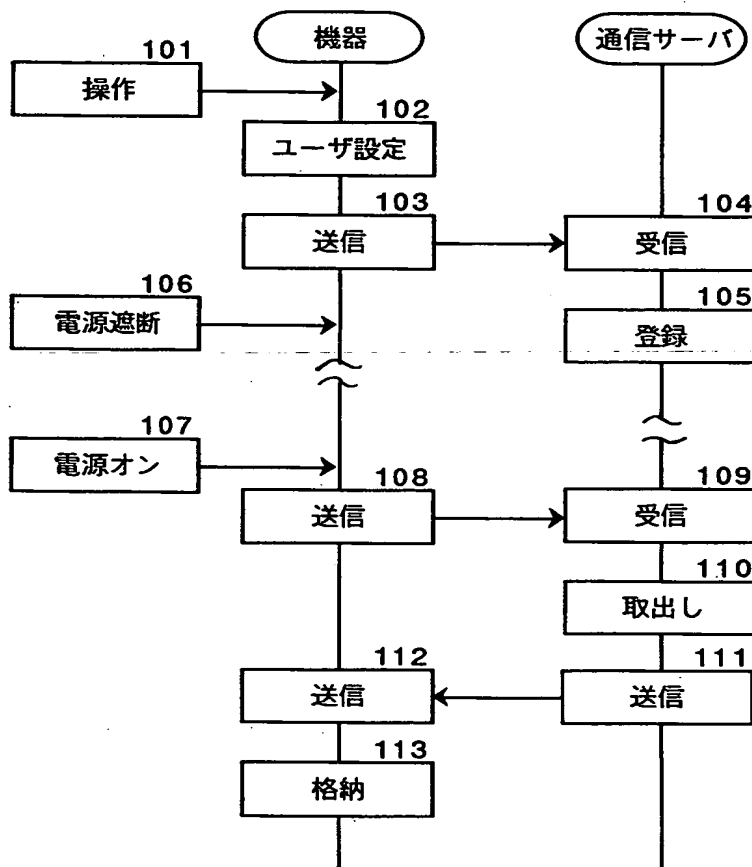 機器
通信サーバ
101
操作
102
ユーザ設定
103
送信
104
受信
105
登録
106
電源遮断
107
電源オン
108
送信
109
受信
110
取出し
111
送信
112
送信
113
格納